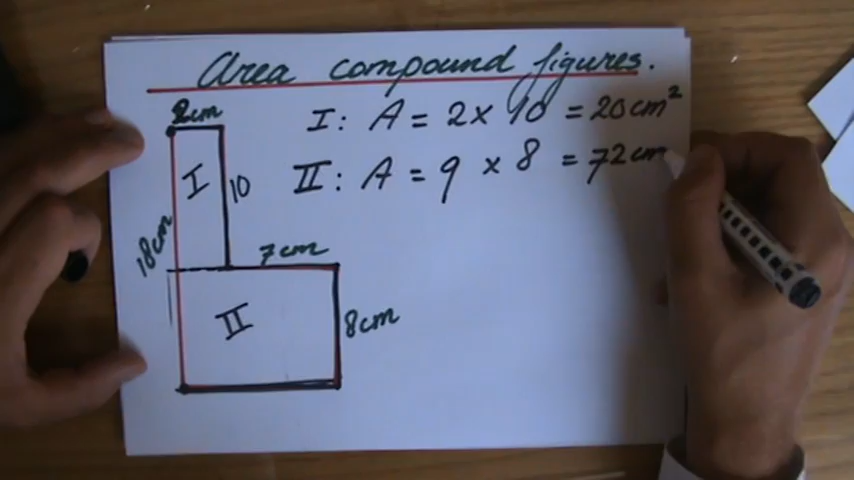 Area compound figures.
2cm
I: A = 2 x 10 = 20cm²
I
10
II: A = 9 x 8 = 72cm
18cm
7cm
II
8cm